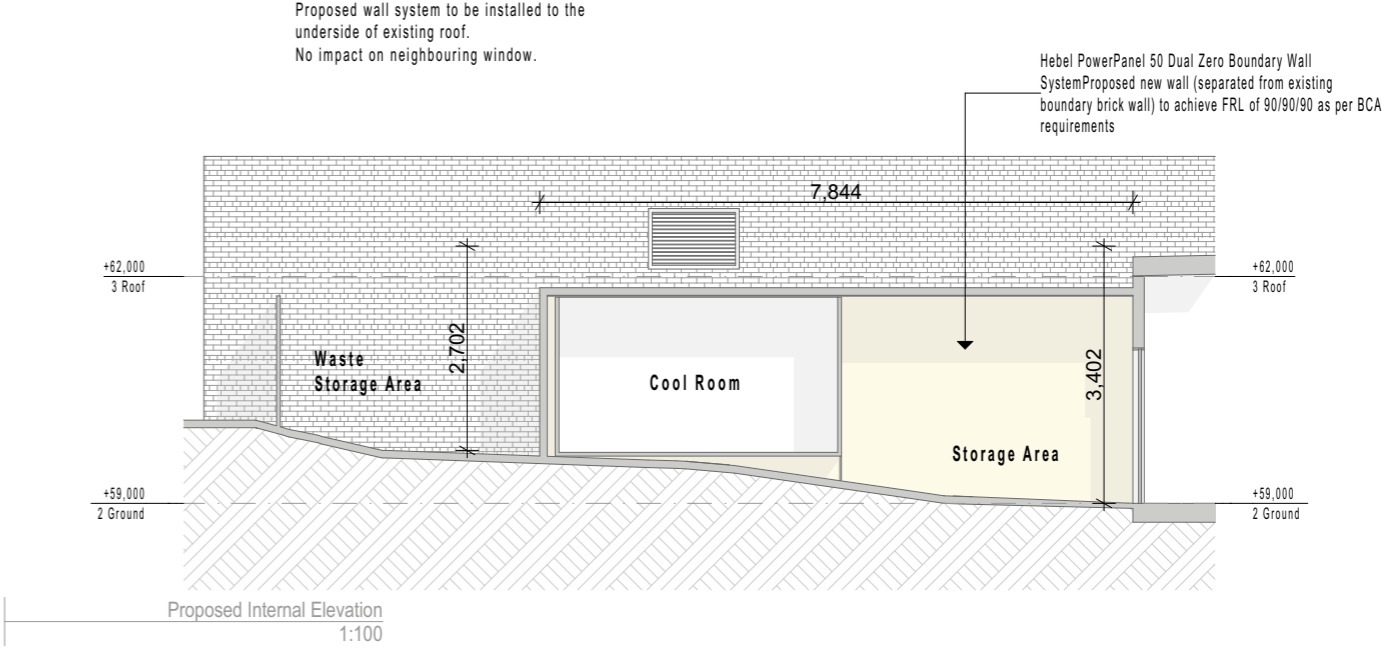 Proposed wall system to be installed to the
underside of existing roof.
No impact on neighbouring window.
Hebel PowerPanel 50 Dual Zero Boundary Wall
SystemProposed new wall (separated from existing
boundary brick wall) to achieve FRL of 90/90/90 as per BCA
requirements
7,844
+62,000
3 Roof
+62,000
3 Roof
2,702
Waste
Storage Area
Cool Room
3,402
Storage Area
+59,000
2 Ground
+59,000
2 Ground
Proposed Internal Elevation
1:100